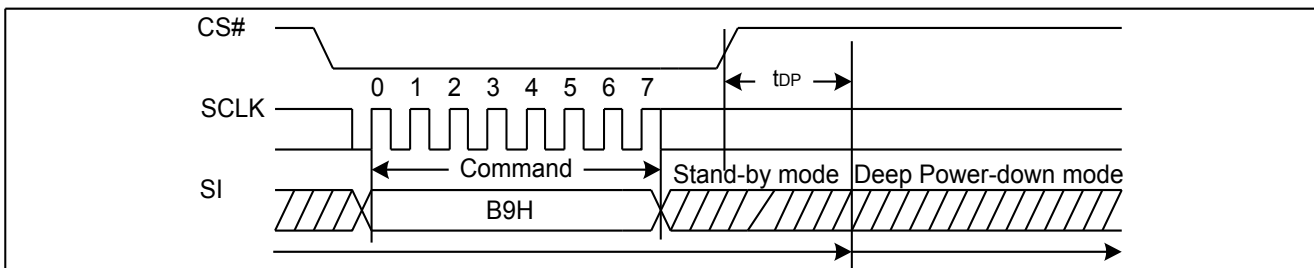 CS#
tDP
0 1 2 3 4 5 6 7
SCLK
Command
Stand-by mode Deep Power-down mode
SI
B9H